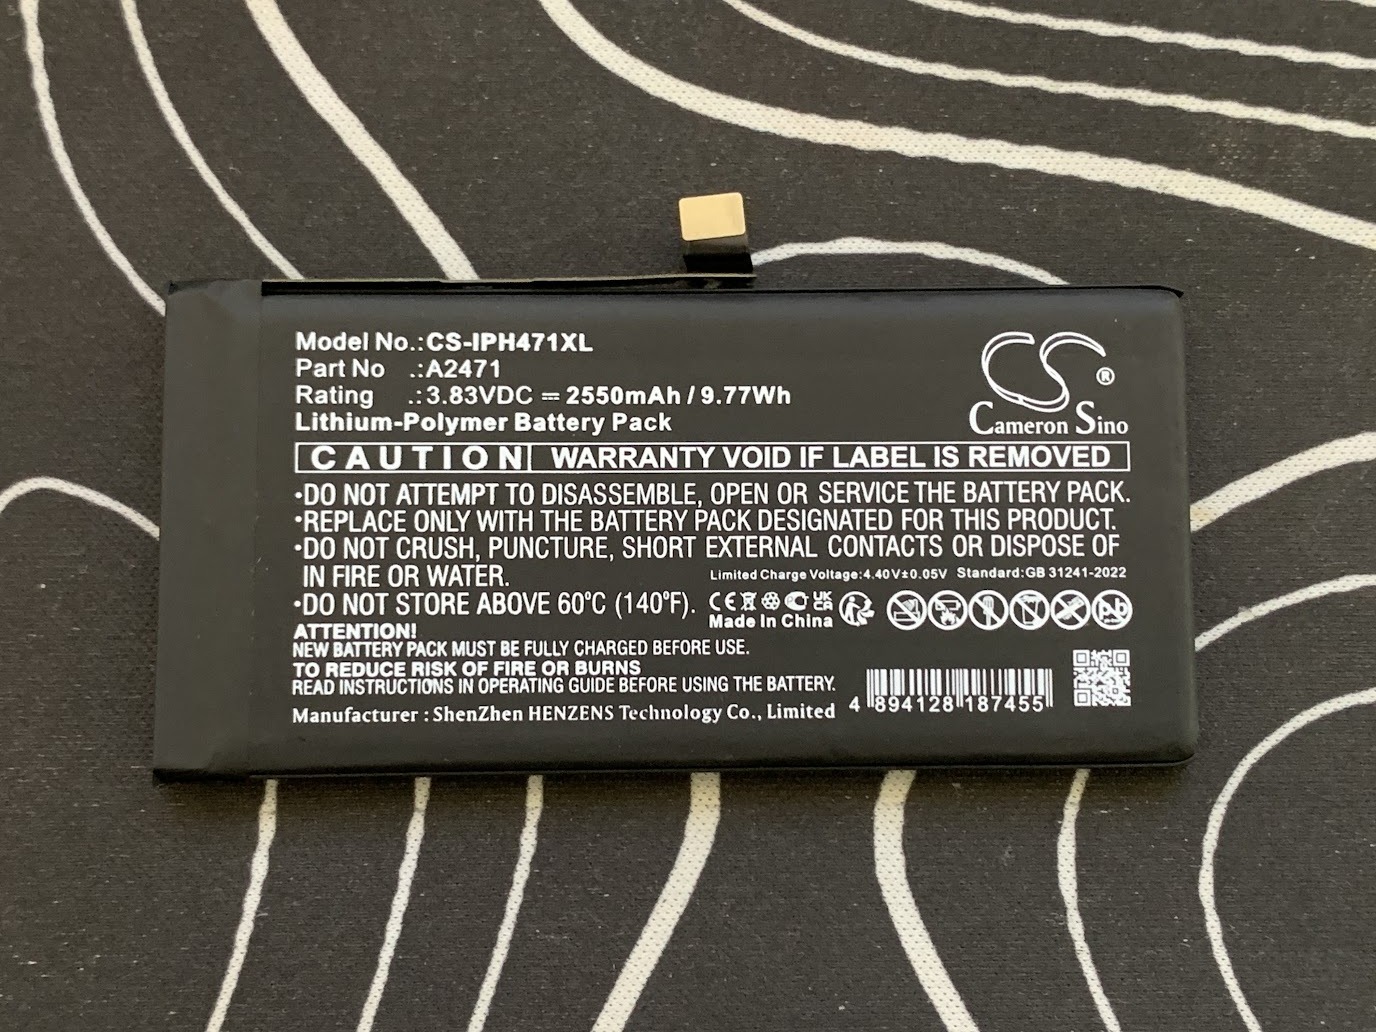 Model No.:CS-IPH471XL
Part No .:A2471
Rating .:3.83VDC ⎓ 2550mAh / 9.77Wh
Lithium-Polymer Battery Pack
CS®
Cameron Sino
CAUTION WARRANTY VOID IF LABEL IS REMOVED
•DO NOT ATTEMPT TO DISASSEMBLE, OPEN OR SERVICE THE BATTERY PACK.
•REPLACE ONLY WITH THE BATTERY PACK DESIGNATED FOR THIS PRODUCT.
•DO NOT CRUSH, PUNCTURE, SHORT EXTERNAL CONTACTS OR DISPOSE OF
IN FIRE OR WATER.
Limited Charge Voltage:4.40V±0.05V Standard:GB 31241-2022
•DO NOT STORE ABOVE 60°C (140°F).
CE UKCA Pb
Made In China
ATTENTION!
NEW BATTERY PACK MUST BE FULLY CHARGED BEFORE USE.
TO REDUCE RISK OF FIRE OR BURNS
READ INSTRUCTIONS IN OPERATING GUIDE BEFORE USING THE BATTERY.
Manufacturer : ShenZhen HENZENS Technology Co., Limited
4 894128 187455